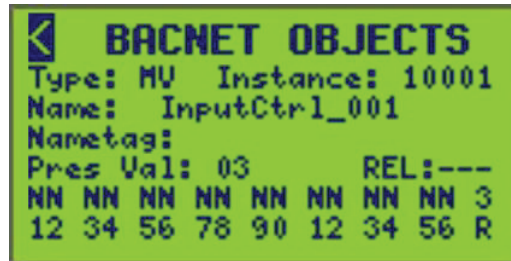 < BACNET OBJECTS
Type: MV Instance: 10001
Name: InputCtrl_001
Nametag:
Pres Val: 03 REL:---
NN NN NN NN NN NN NN NN 3
12 34 56 78 90 12 34 56 R